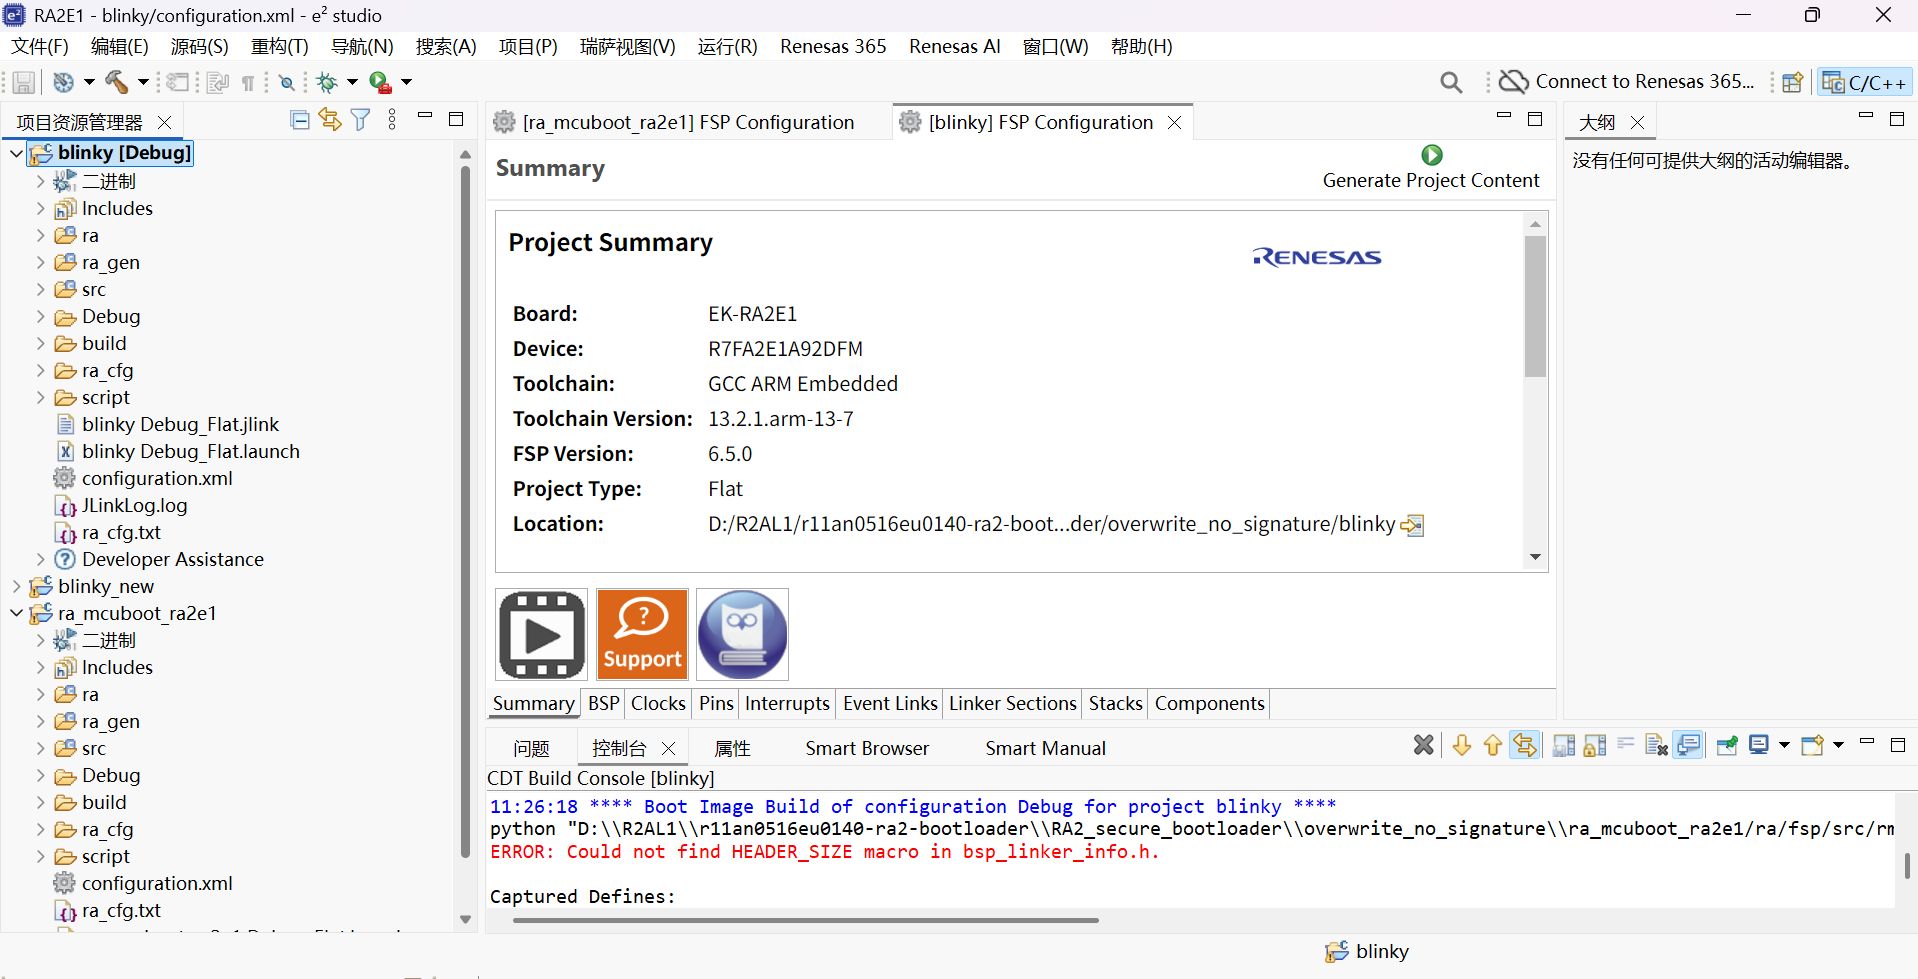 RA2E1 - blinky/configuration.xml - e² studio
文件(F) 编辑(E) 源码(S) 重构(T) 导航(N) 搜索(A) 项目(P) 瑞萨视图(V) 运行(R) Renesas 365 Renesas AI 窗口(W) 帮助(H)
Connect to Renesas 365... C/C++
项目资源管理器
blinky [Debug]
二进制
Includes
ra
ra_gen
src
Debug
build
ra_cfg
script
blinky Debug_Flat.jlink
blinky Debug_Flat.launch
configuration.xml
JLinkLog.log
ra_cfg.txt
Developer Assistance
blinky_new
ra_mcuboot_ra2e1
二进制
Includes
ra
ra_gen
src
Debug
build
ra_cfg
script
configuration.xml
ra_cfg.txt
[ra_mcuboot_ra2e1] FSP Configuration [blinky] FSP Configuration
Summary
Generate Project Content
Project Summary
RENESAS
Board: EK-RA2E1
Device: R7FA2E1A92DFM
Toolchain: GCC ARM Embedded
Toolchain Version: 13.2.1.arm-13-7
FSP Version: 6.5.0
Project Type: Flat
Location: D:/R2AL1/r11an0516eu0140-ra2-boot...der/overwrite_no_signature/blinky
?
Support
Summary BSP Clocks Pins Interrupts Event Links Linker Sections Stacks Components
大纲
没有任何可提供大纲的活动编辑器。
问题 控制台 属性 Smart Browser Smart Manual
CDT Build Console [blinky]
11:26:18 **** Boot Image Build of configuration Debug for project blinky ****
python "D:\\R2AL1\\r11an0516eu0140-ra2-bootloader\\RA2_secure_bootloader\\overwrite_no_signature\\ra_mcuboot_ra2e1/ra/fsp/src/rm
ERROR: Could not find HEADER_SIZE macro in bsp_linker_info.h.
Captured Defines:
blinky